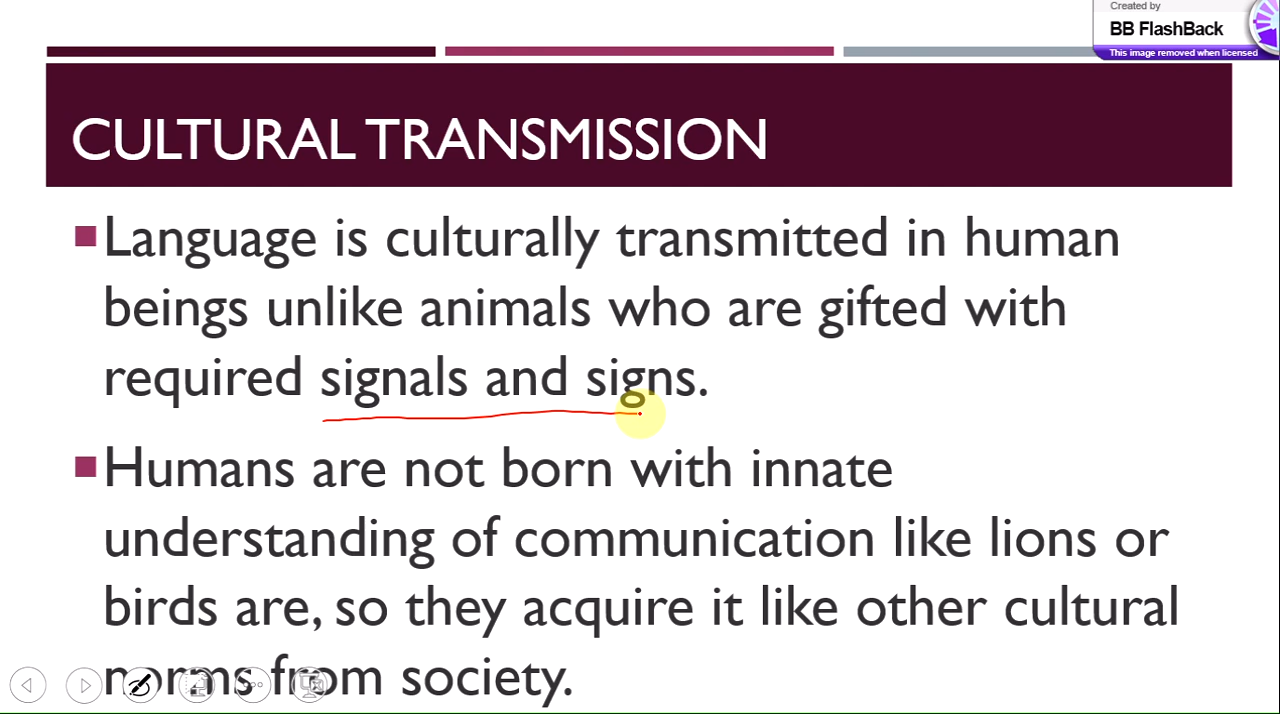 Created by
BB FlashBack
This image removed when licensed
CULTURAL TRANSMISSION
Language is culturally transmitted in human
beings unlike animals who are gifted with
required signals and signs.
Humans are not born with innate
understanding of communication like lions or
birds are, so they acquire it like other cultural
norms from society.